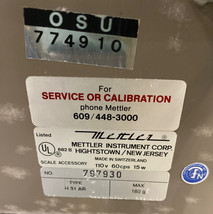 OSU
774910
For
SERVICE OR CALIBRATION
phone Mettler
609/448-3000
Listed
Mettler
682 E
METTLER INSTRUMENT CORP.
HIGHTSTOWN / NEW JERSEY
MADE IN SWITZERLAND
SCALE ACCESSORY 110v 60cps 15w
NO. 797930
TYPE MAX
H 51 AR 160 g